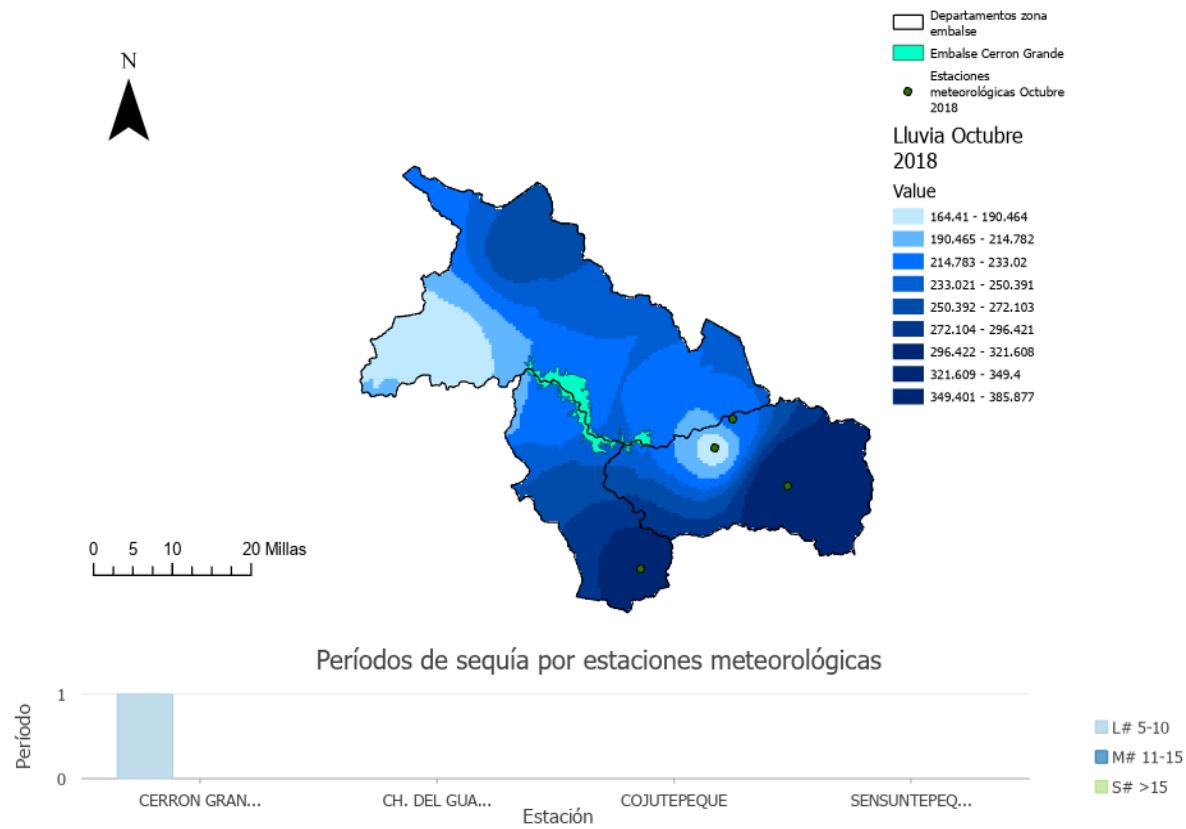 Departamentos zona
embalse
Embalse Cerron Grande
Estaciones
meteorológicas Octubre
2018
N
Lluvia Octubre
2018
Value
164.41 - 190.464
190.465 - 214.782
214.783 - 233.02
233.021 - 250.391
250.392 - 272.103
272.104 - 296.421
296.422 - 321.608
321.609 - 349.4
349.401 - 385.877
0 5 10 20 Millas
Períodos de sequía por estaciones meteorológicas
1
Período
0
L# 5-10
M# 11-15
S# >15
CERRON GRAN... CH. DEL GUA... COJUTEPEQUE SENSUNTEPEQ...
Estación